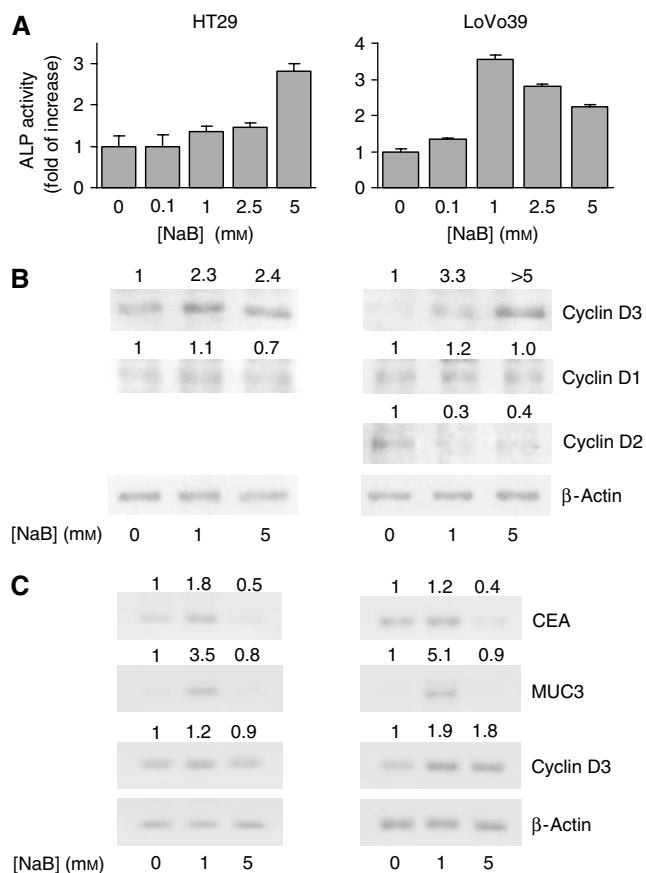 A
HT29
LoVo39
ALP activity
(fold of increase)
3
2
1
0
4
3
2
1
0
0 0.1 1 2.5 5
0 0.1 1 2.5 5
[NaB] (mM)
[NaB] (mM)
B
1 2.3 2.4
1 3.3 >5
Cyclin D3
1 1.1 0.7
1 1.2 1.0
Cyclin D1
1 0.3 0.4
Cyclin D2
β-Actin
[NaB] (mM) 0 1 5
0 1 5
C
1 1.8 0.5
1 1.2 0.4
CEA
1 3.5 0.8
1 5.1 0.9
MUC3
1 1.2 0.9
1 1.9 1.8
Cyclin D3
β-Actin
[NaB] (mM) 0 1 5
0 1 5